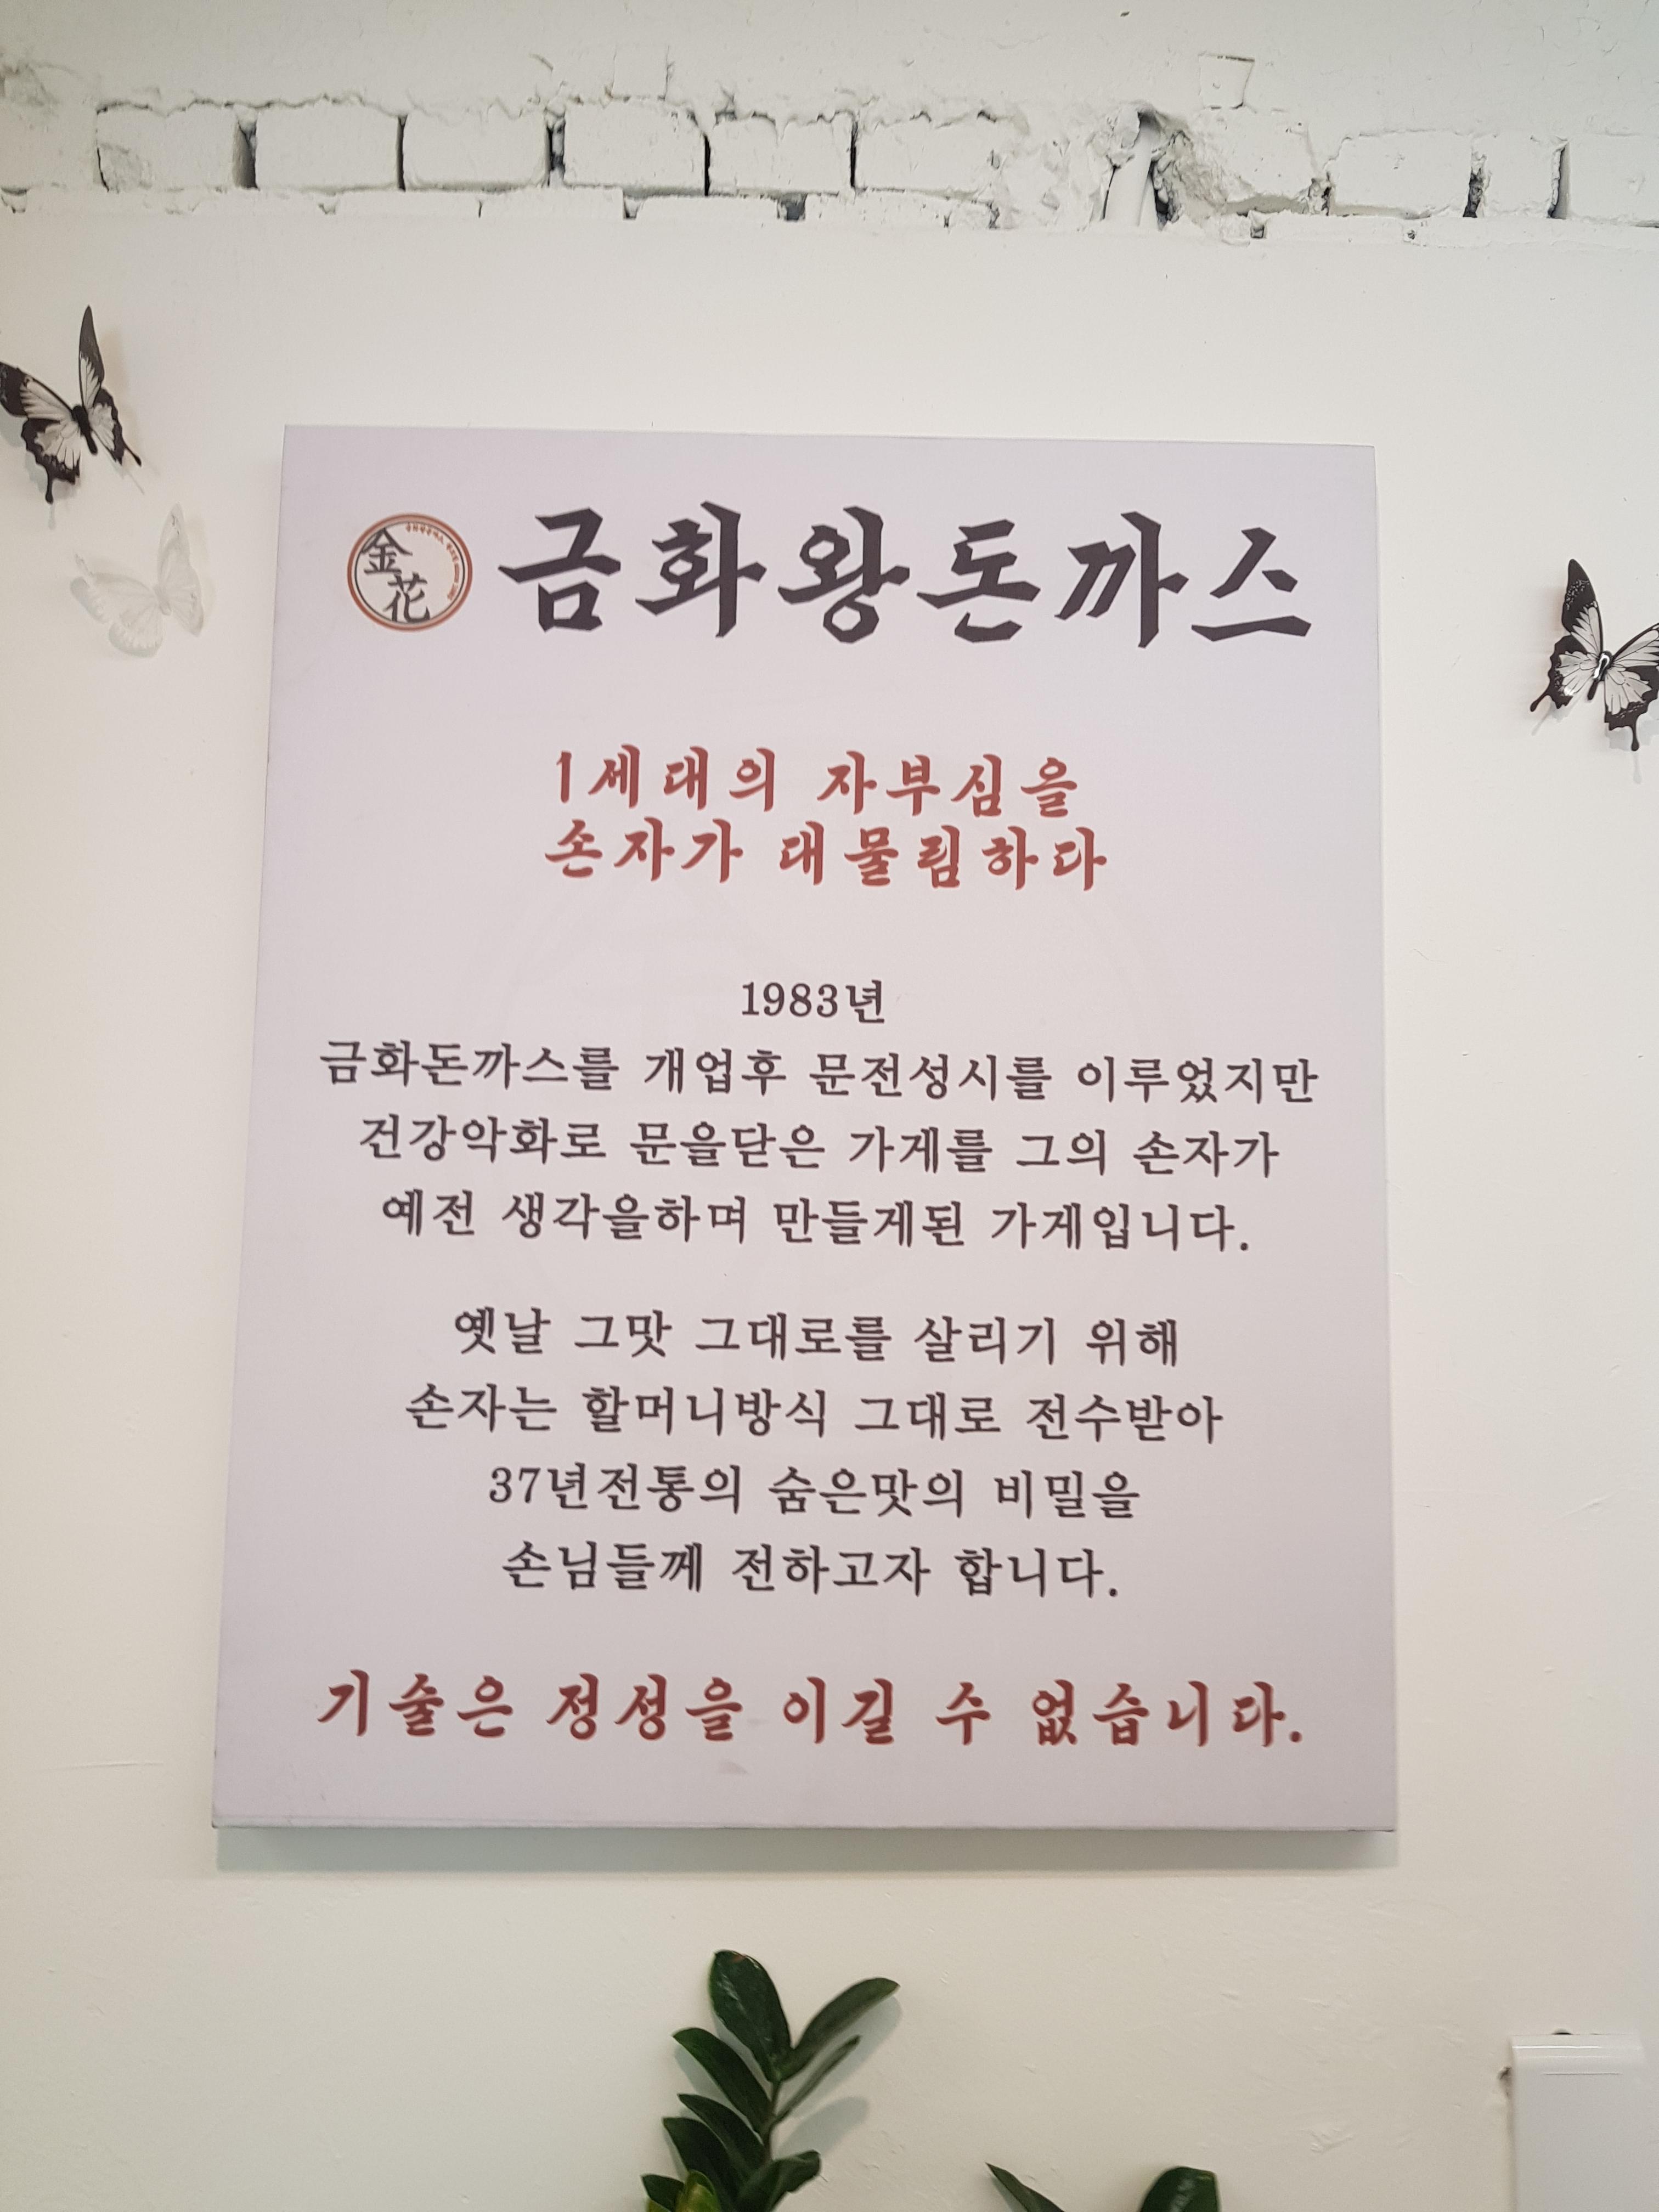 金花
금화왕돈까스
1세대의 자부심을
손자가 대물림하다
1983년
금화돈까스를 개업후 문전성시를 이루었지만
건강악화로 문을닫은 가게를 그의 손자가
예전 생각을하며 만들게된 가게입니다.
옛날 그맛 그대로를 살리기 위해
손자는 할머니방식 그대로 전수받아
37년전통의 숨은맛의 비밀을
손님들께 전하고자 합니다.
기술은 정성을 이길 수 없습니다.